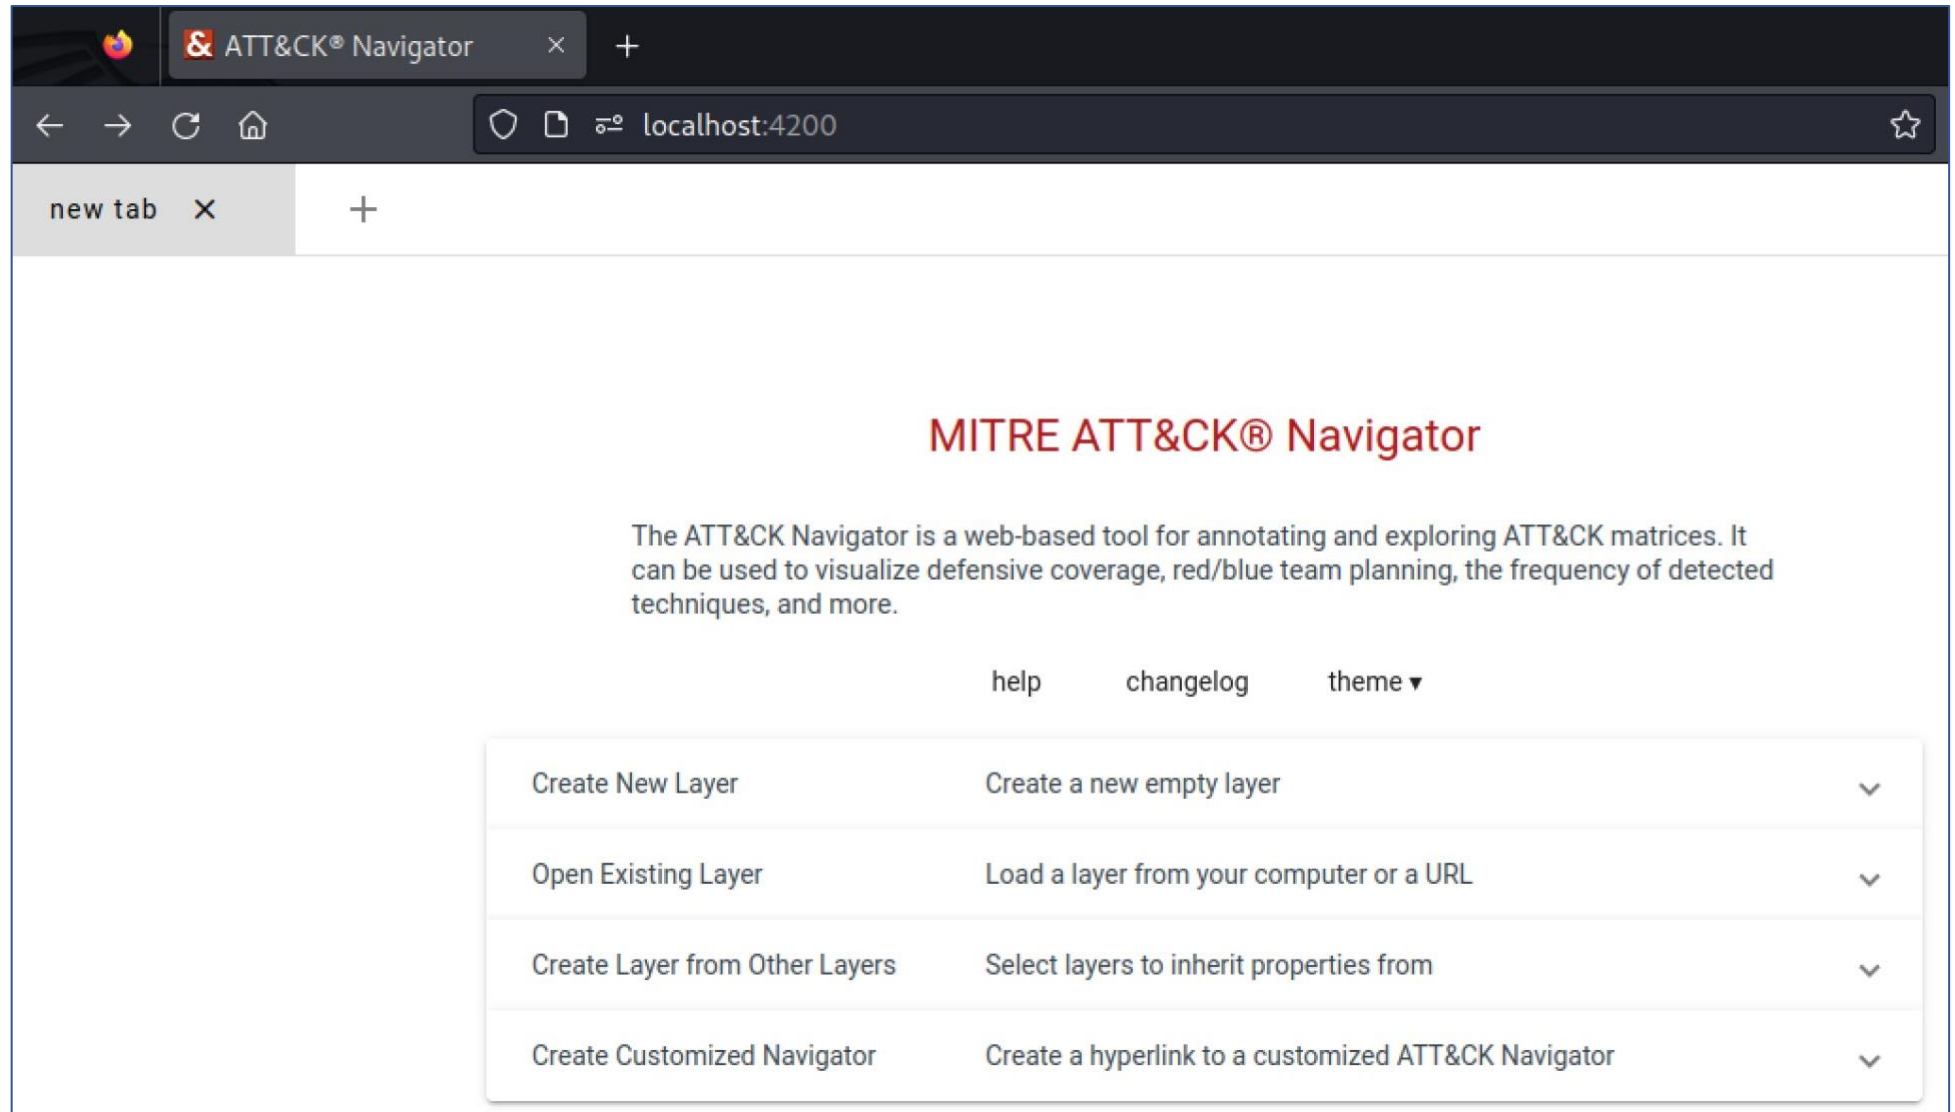 & ATT&CK® Navigator
localhost:4200
new tab
MITRE ATT&CK® Navigator
The ATT&CK Navigator is a web-based tool for annotating and exploring ATT&CK matrices. It
can be used to visualize defensive coverage, red/blue team planning, the frequency of detected
techniques, and more.
help changelog theme ▾
Create New Layer Create a new empty layer
Open Existing Layer Load a layer from your computer or a URL
Create Layer from Other Layers Select layers to inherit properties from
Create Customized Navigator Create a hyperlink to a customized ATT&CK Navigator